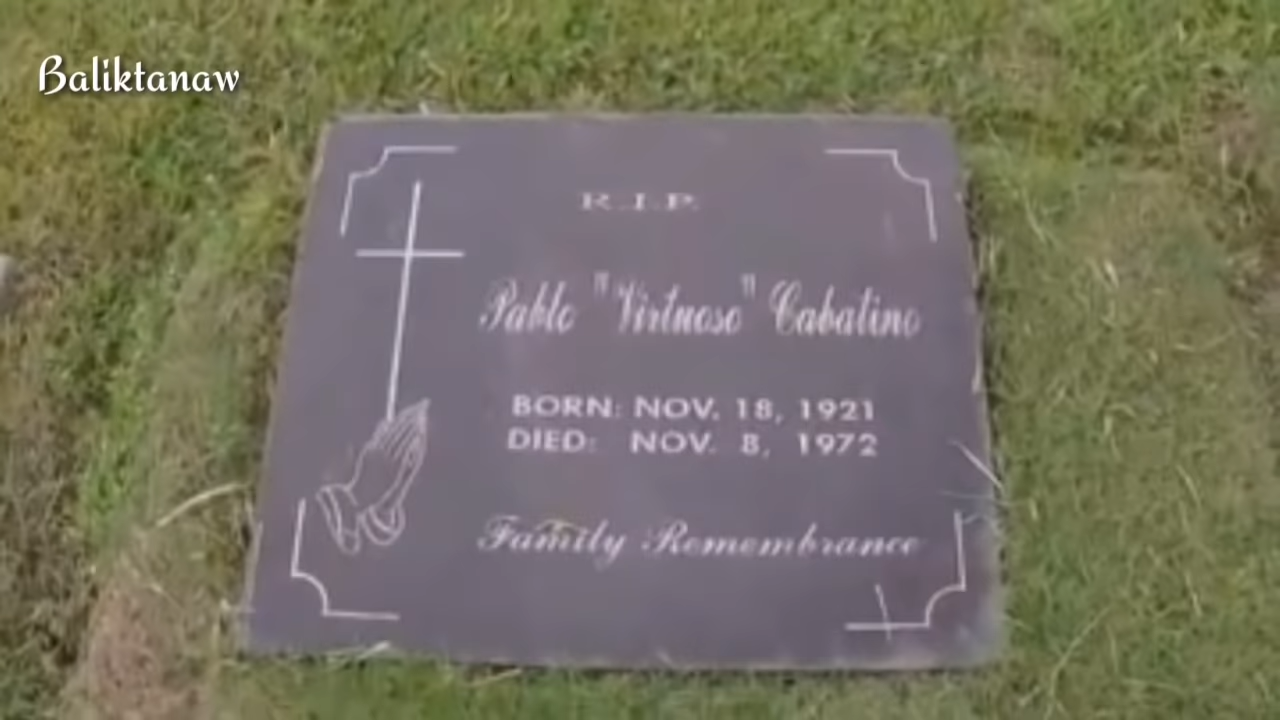 Baliktanaw
R.I.P.
Pablo "Virtuoso" Cabatino
BORN: NOV. 18, 1921
DIED: NOV. 8, 1972
Family Remembrance